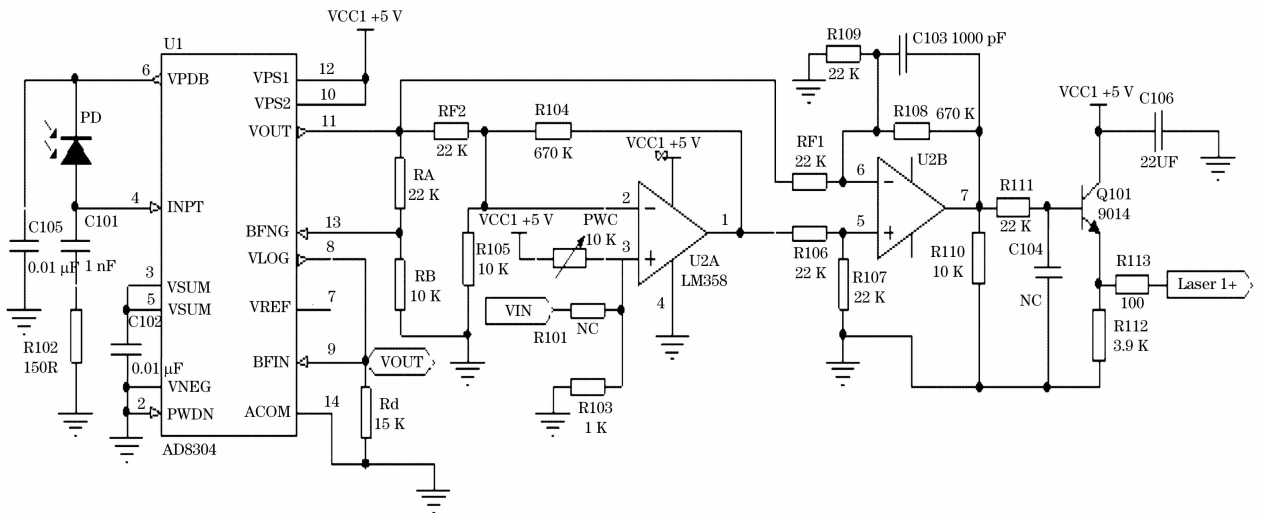 VCC1 +5 V
U1
6
VPDB
VPS1
12
VPS2
10
VOUT
11
PD
4
INPT
C105
0.01 μF
C101
1 nF
R102
150R
3
VSUM
5
VSUM
C102
0.01 μF
VNEG
2
PWDN
AD8304
BFNG
13
VLOG
8
VREF
7
BFIN
9
VOUT
ACOM
14
Rd
15 K
RF2
22 K
RA
22 K
RB
10 K
R104
670 K
R105
10 K
VCC1 +5 V
PWC
10 K
VCC1 +5 V
2
3
1
4
U2A
LM358
VIN
R101
NC
R103
1 K
R109
22 K
C103 1000 pF
R108
670 K
RF1
22 K
R106
22 K
R107
22 K
6
5
7
U2B
R110
10 K
R111
22 K
C104
NC
VCC1 +5 V
C106
22UF
Q101
9014
R113
100
Laser 1+
R112
3.9 K